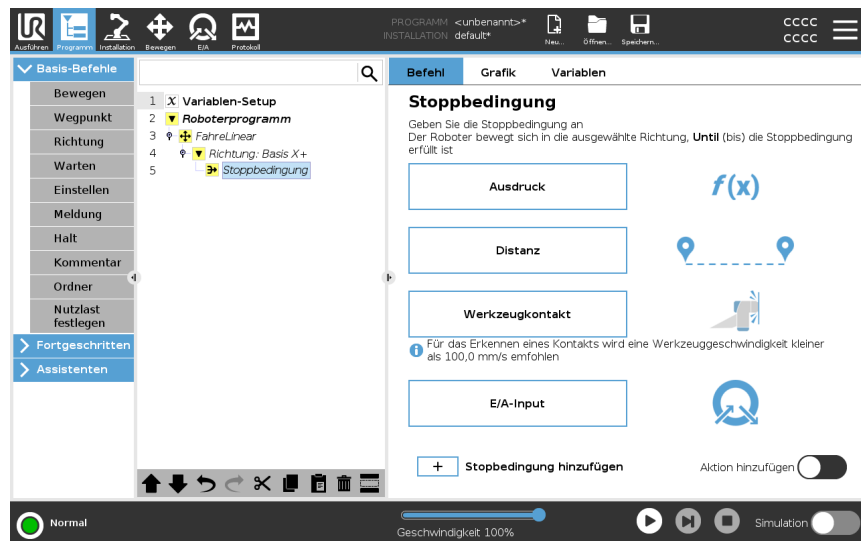 PROGRAMM <unbenannt>*
INSTALLATION default*
Neu...
Öffnen...
Speichern...
CCCC
CCCC
Ausführen
Programm
Installation
Bewegen
E/A
Protokoll
Basis-Befehle
Bewegen
Wegpunkt
Richtung
Warten
Einstellen
Meldung
Halt
Kommentar
Ordner
Nutzlast
festlegen
Fortgeschritten
Assistenten
1 X Variablen-Setup
2 Roboterprogramm
3 FahreLinear
4 Richtung: Basis X+
5 Stoppbedingung
Befehl Grafik Variablen
Stoppbedingung
Geben Sie die Stoppbedingung an
Der Roboter bewegt sich in die ausgewählte Richtung, Until (bis) die Stoppbedingung
erfüllt ist
Ausdruck
f(x)
Distanz
Werkzeugkontakt
Für das Erkennen eines Kontakts wird eine Werkzeuggeschwindigkeit kleiner
als 100,0 mm/s emfohlen
E/A-Input
+ Stopbedingung hinzufügen
Aktion hinzufügen
Normal
Geschwindigkeit 100%
Simulation